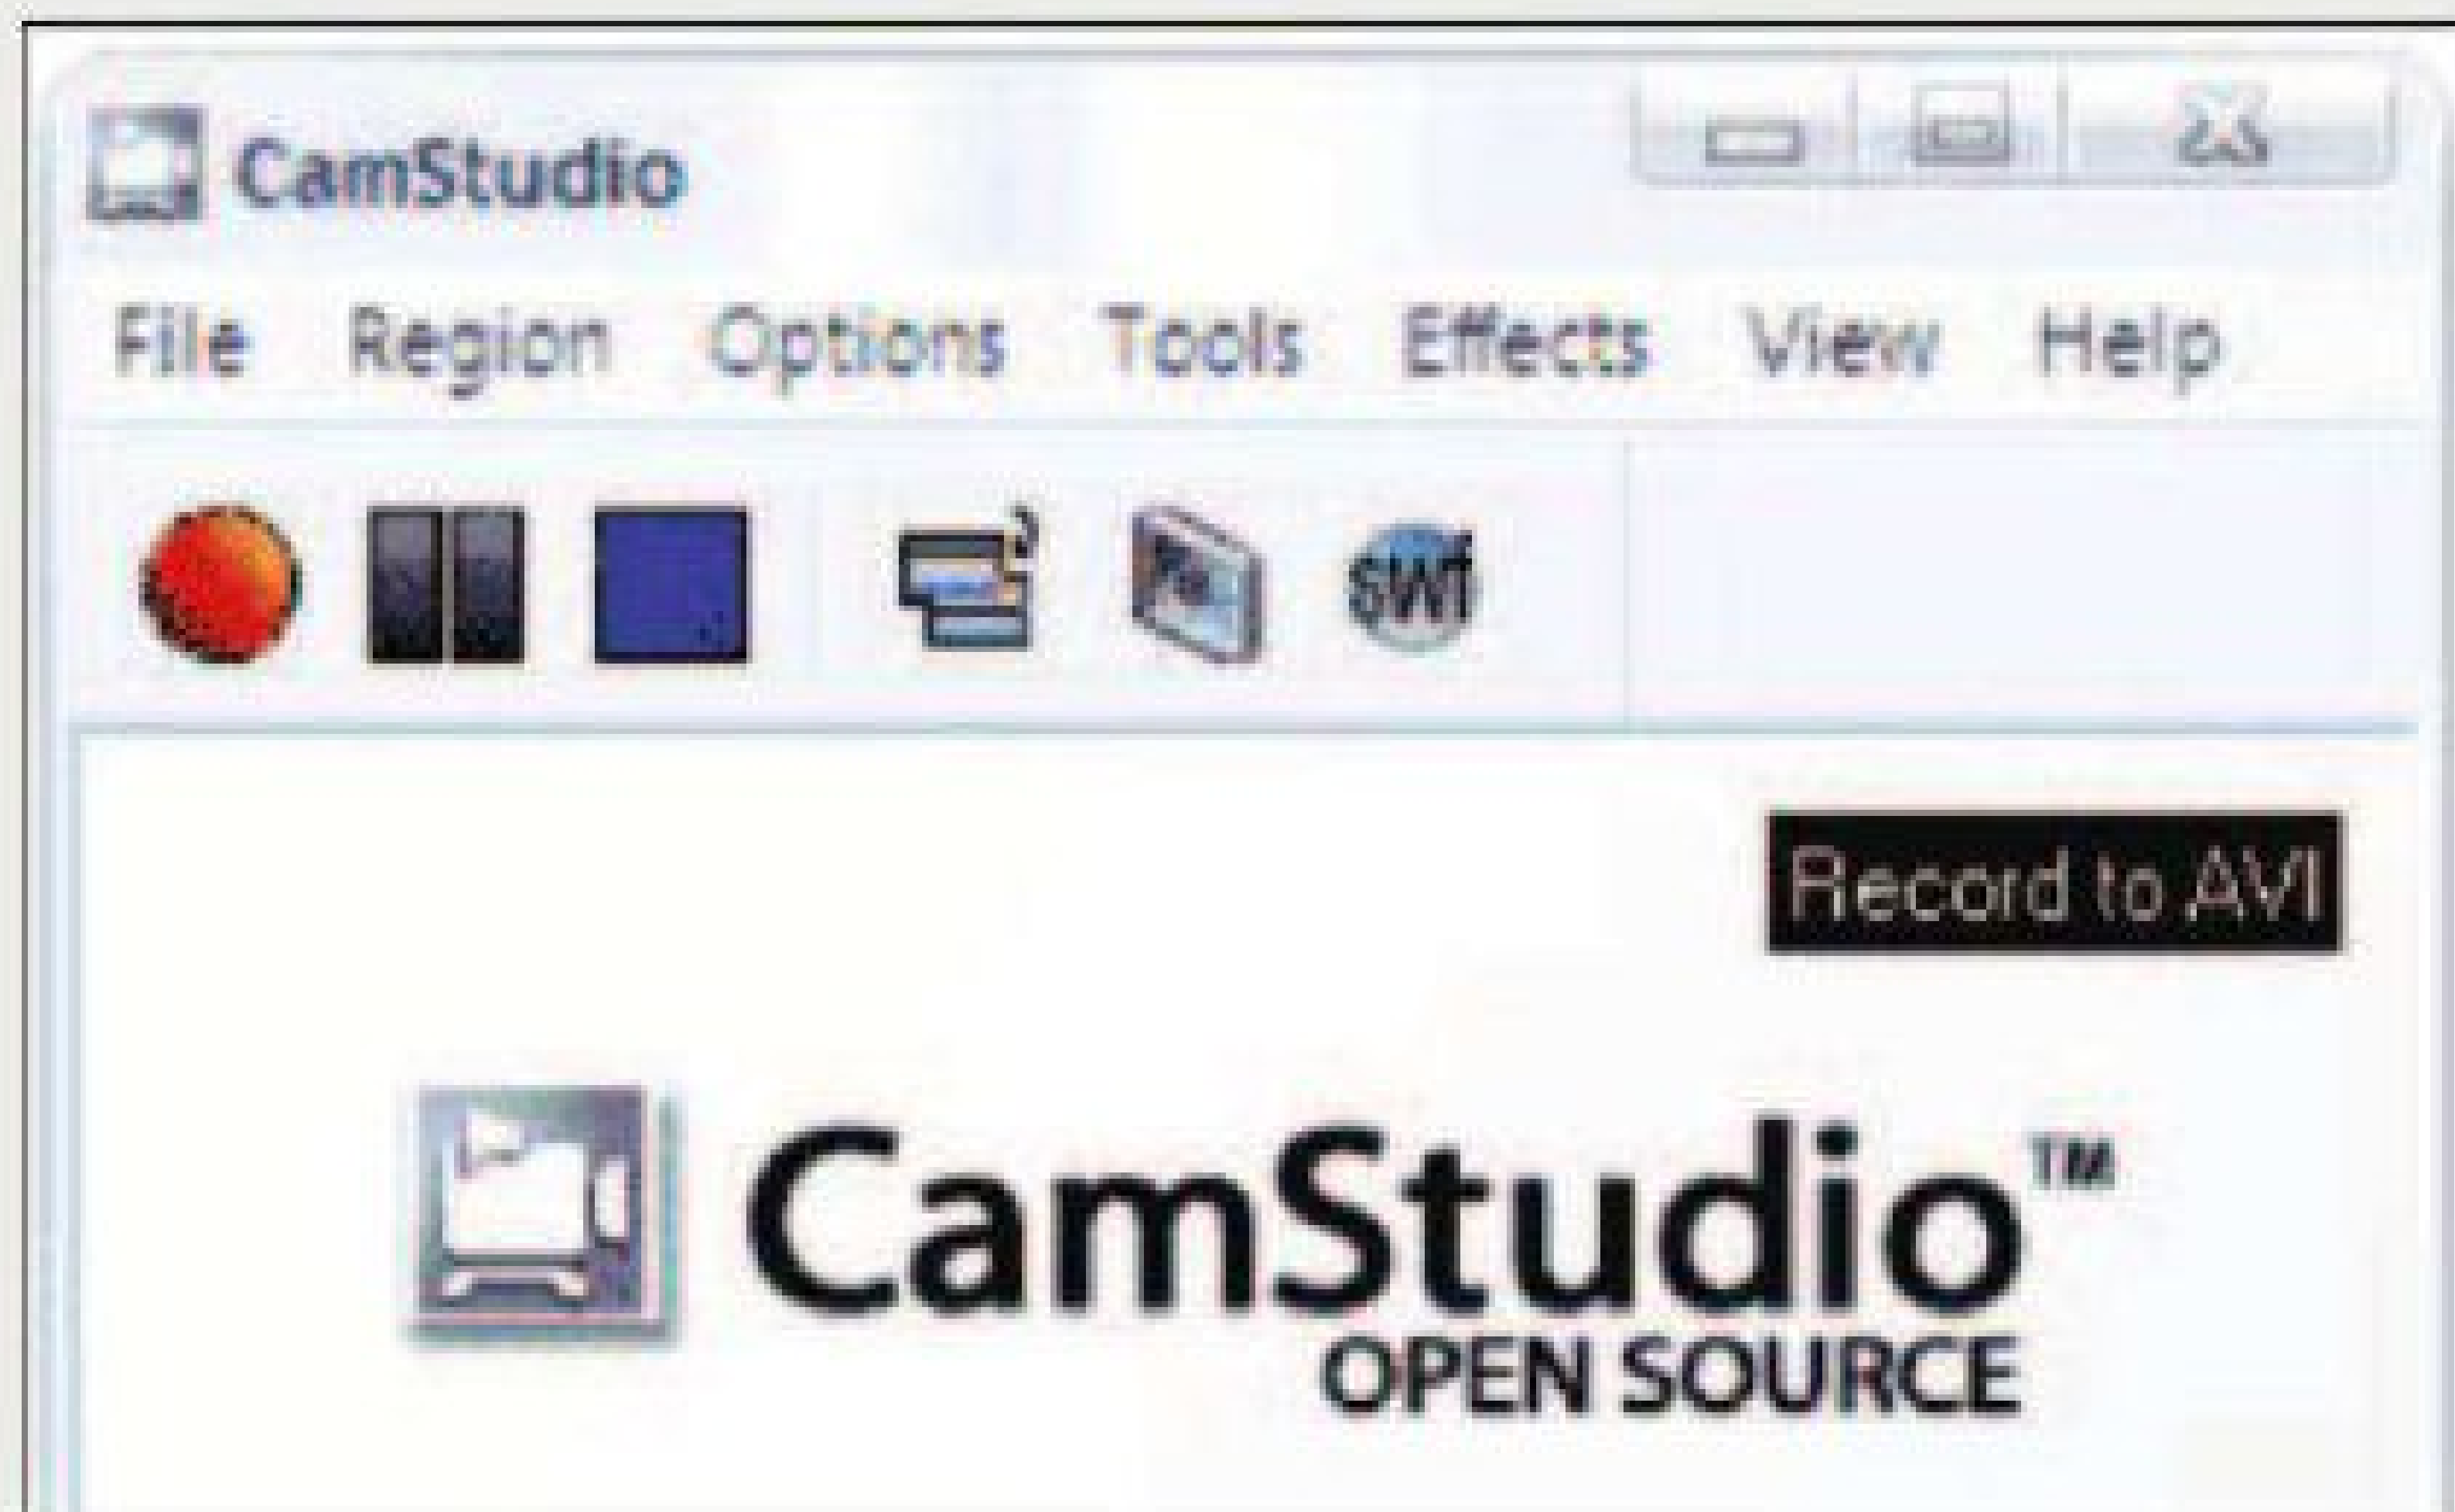 CamStudio
File Region Options Tools Effects View Help
SWf
Record to AVI
CamStudio™
OPEN SOURCE